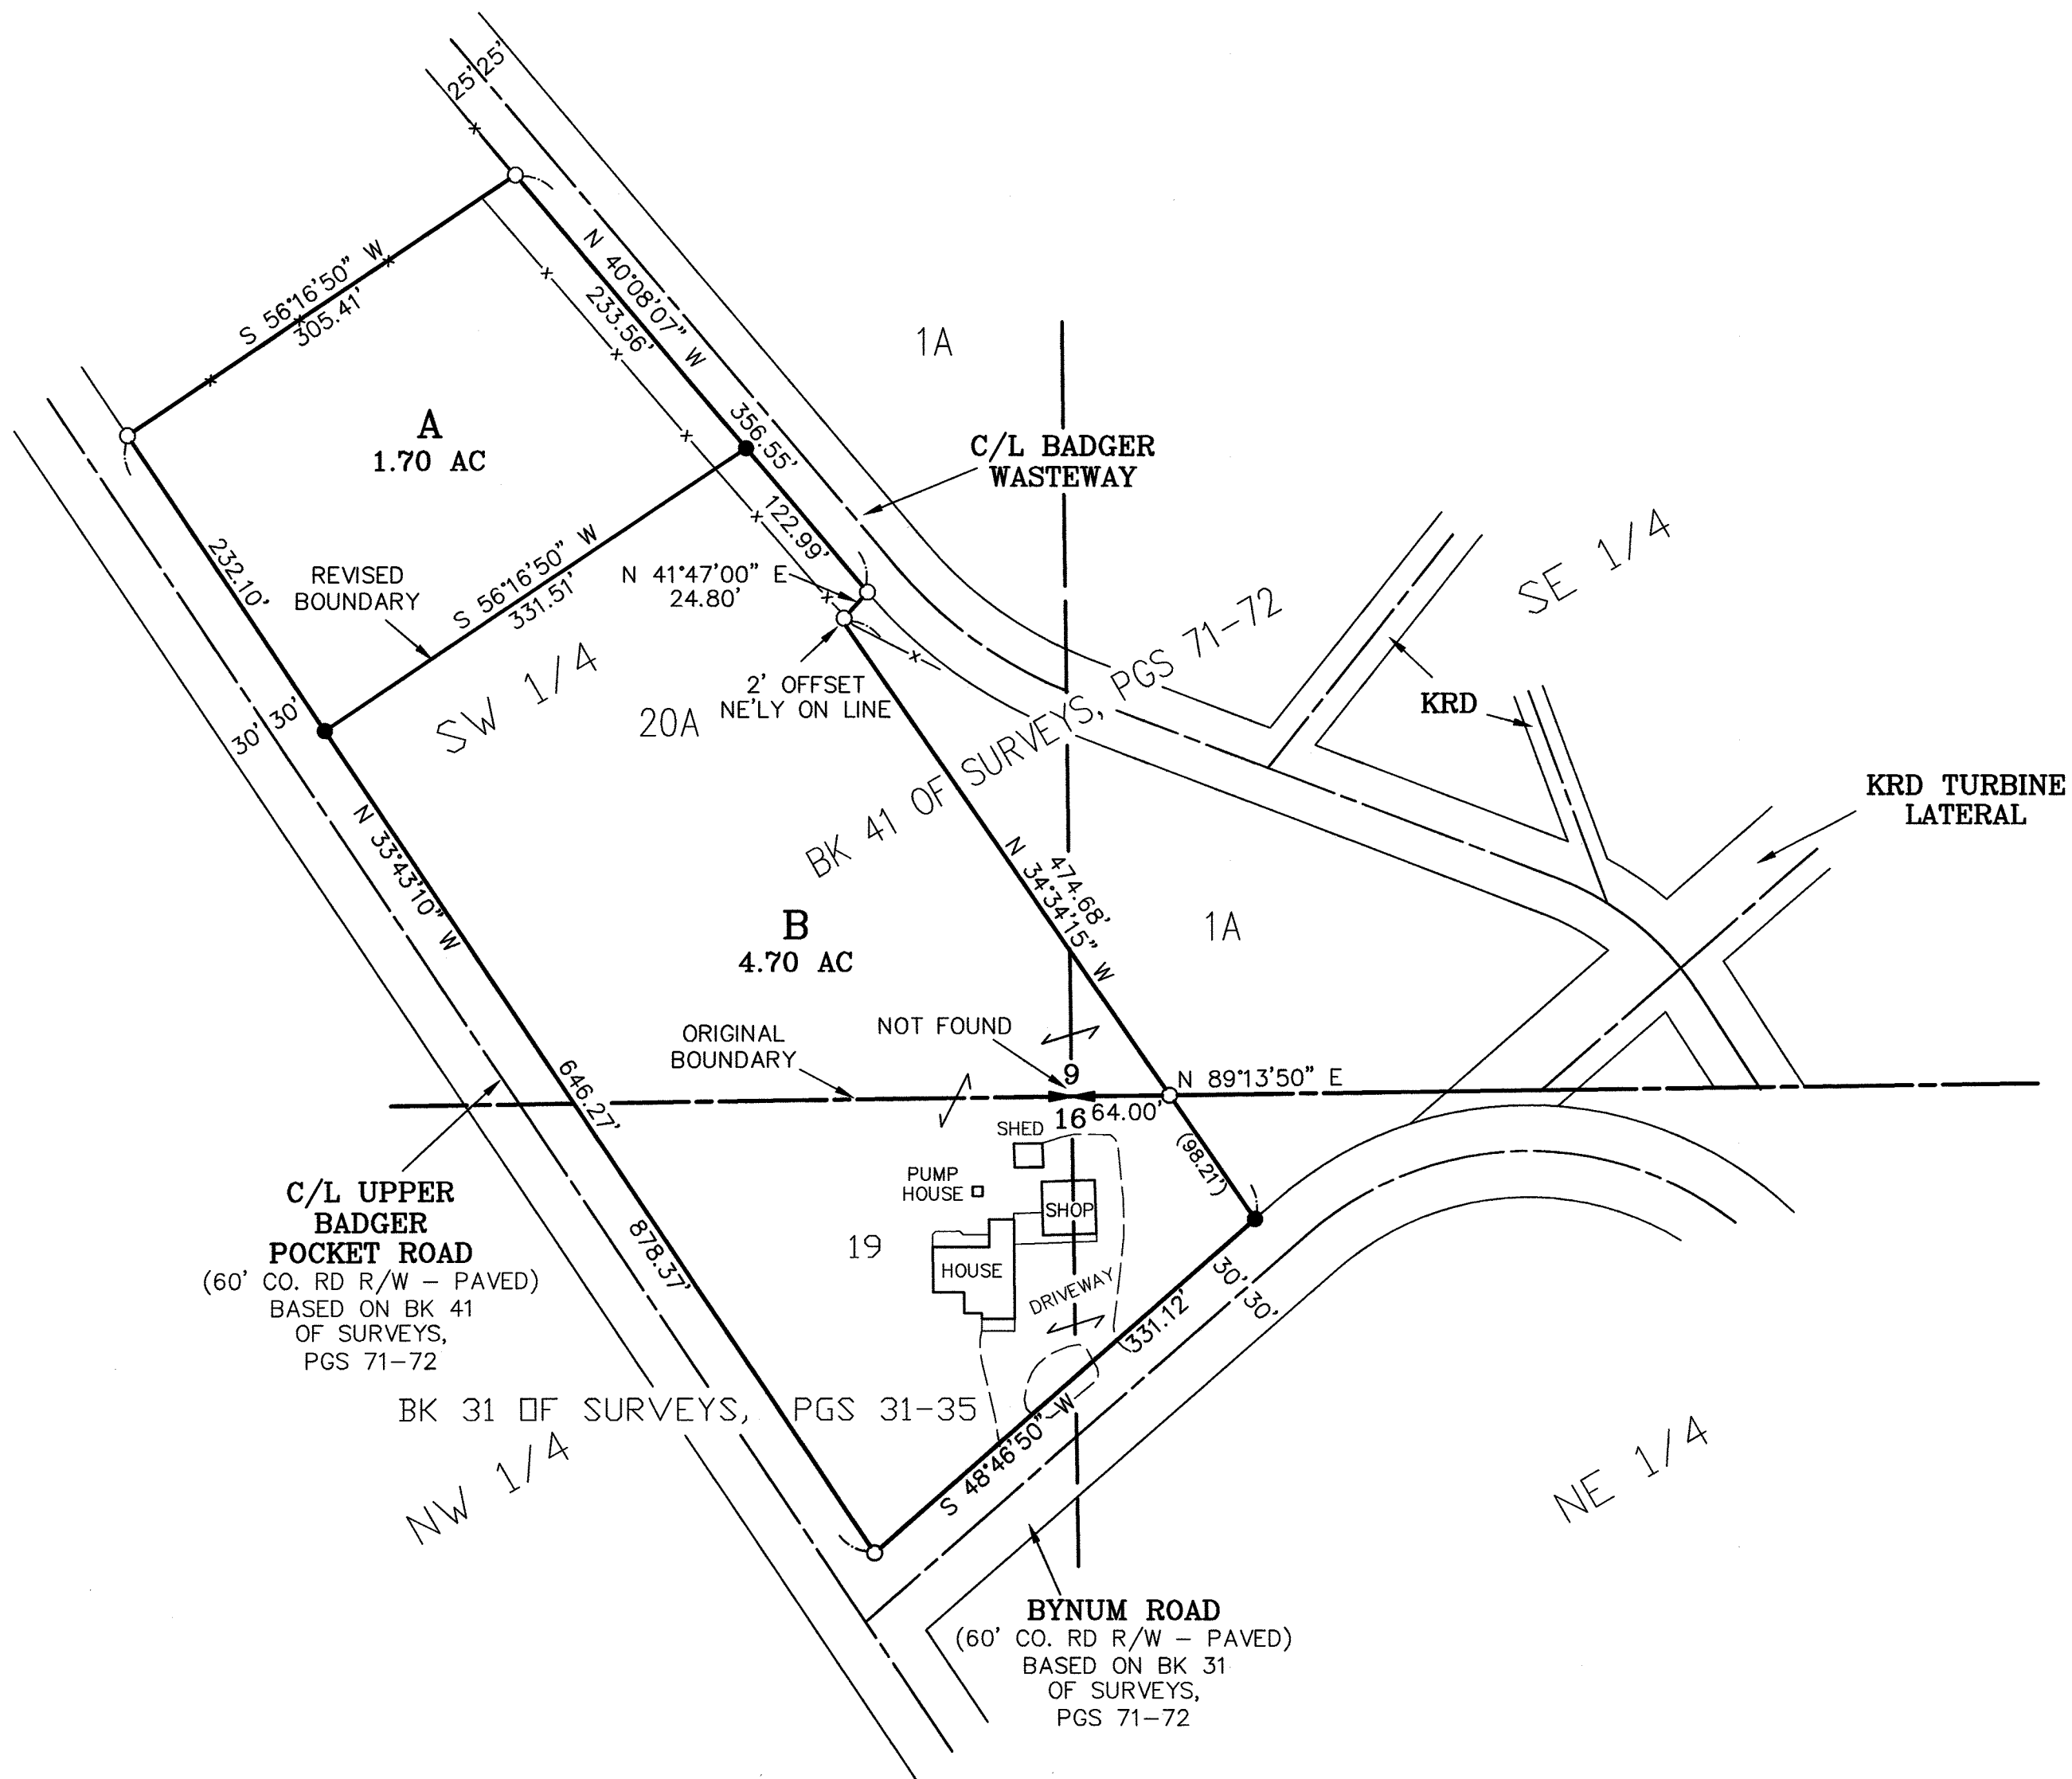 25' 25'
N 40°08'07" W
233.56'
356.55'
122.99'
S 56°16'50" W
305.41'
A
1.70 AC
1A
C/L BADGER
WASTEWAY
232.10'
REVISED
BOUNDARY
S 56°16'50" W
331.51'
N 41°47'00" E
24.80'
2' OFFSET
NE'LY ON LINE
SW 1/4
20A
SE 1/4
BK 41 OF SURVEYS, PGS 71-72
KRD
KRD TURBINE
LATERAL
30' 30'
N 33°43'10" W
474.68'
N 34°34'15" W
1A
B
4.70 AC
ORIGINAL
BOUNDARY
NOT FOUND
9
N 89°13'50" E
16
64.00'
646.27'
878.37'
(98.21')
SHED
PUMP
HOUSE
SHOP
HOUSE
19
DRIVEWAY
30'
30'
(331.12')
S 48°46'50" W
C/L UPPER
BADGER
POCKET ROAD
(60' CO. RD R/W - PAVED)
BASED ON BK 41
OF SURVEYS,
PGS 71-72
BK 31 OF SURVEYS, PGS 31-35
NW 1/4
NE 1/4
BYNUM ROAD
(60' CO. RD R/W - PAVED)
BASED ON BK 31
OF SURVEYS,
PGS 71-72